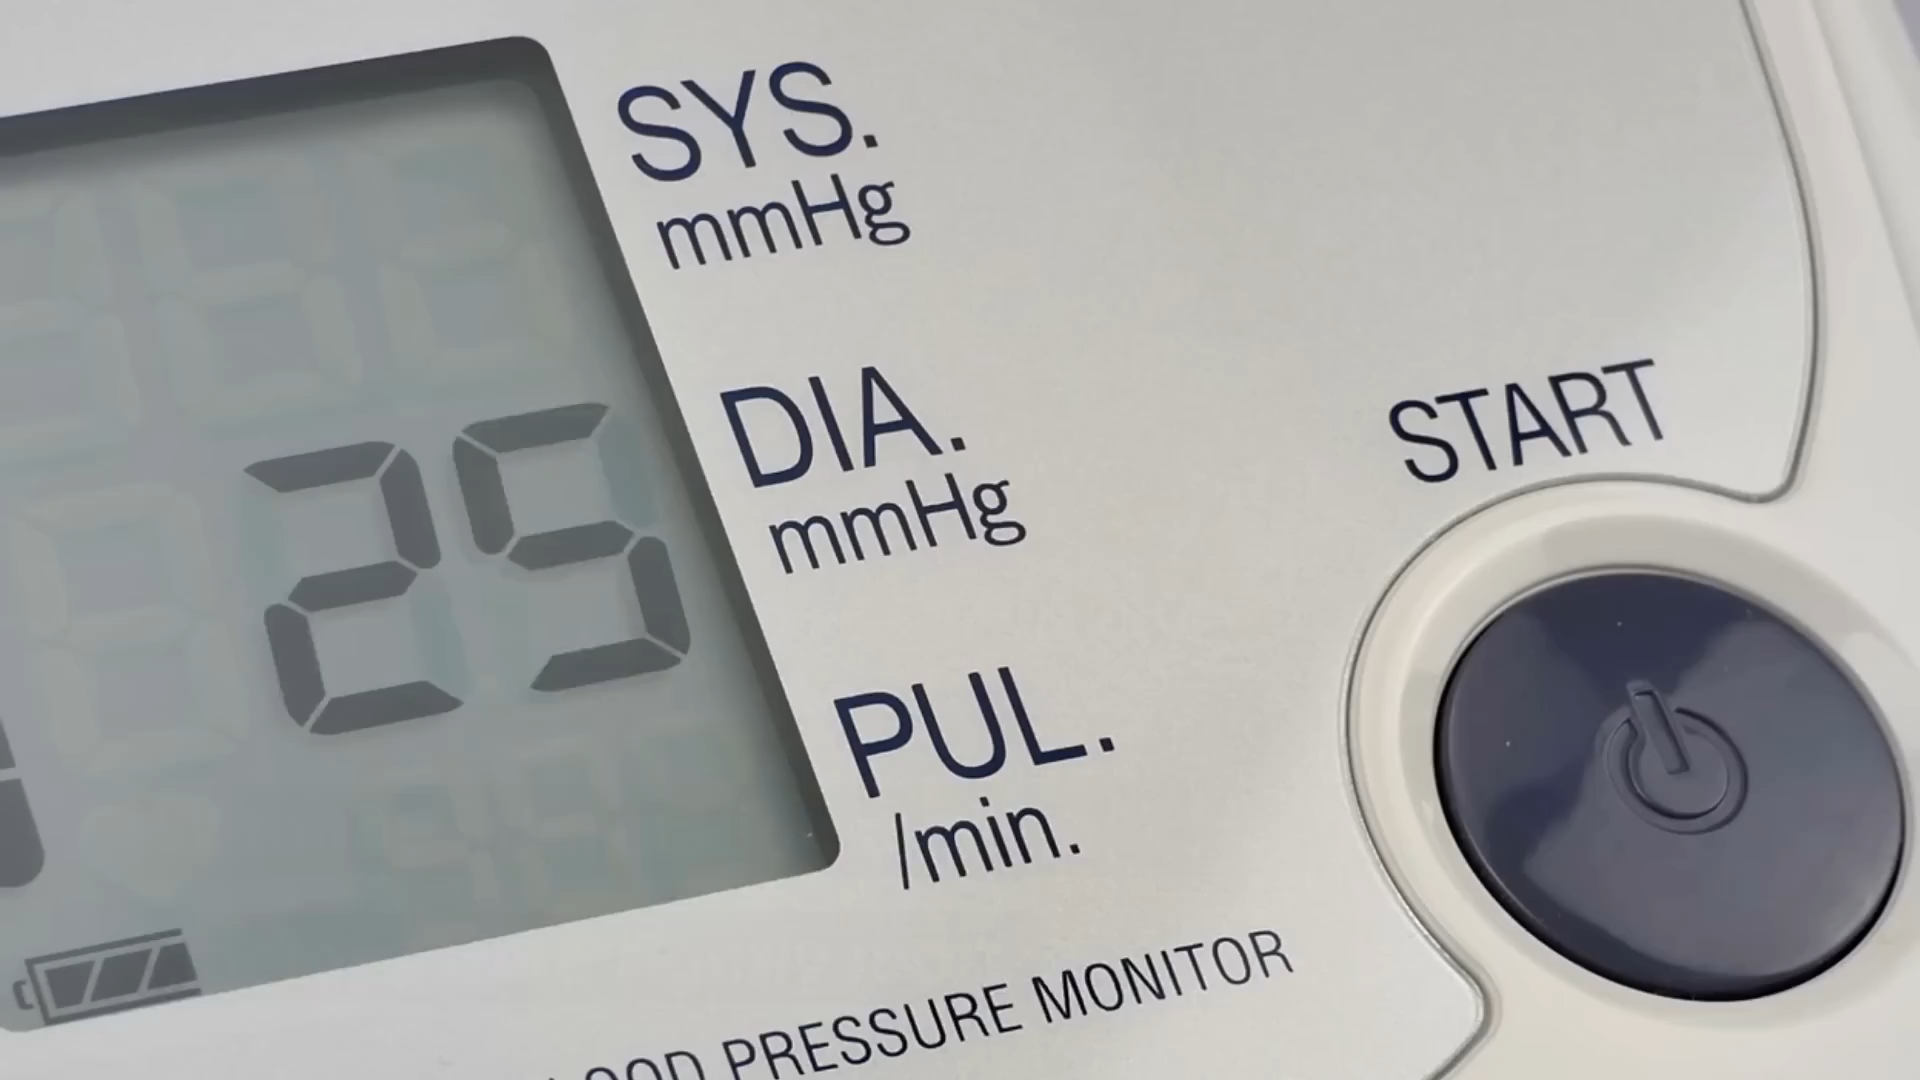 SYS.
mmHg
25
DIA.
mmHg
START
PUL.
/min.
PRESSURE MONITOR